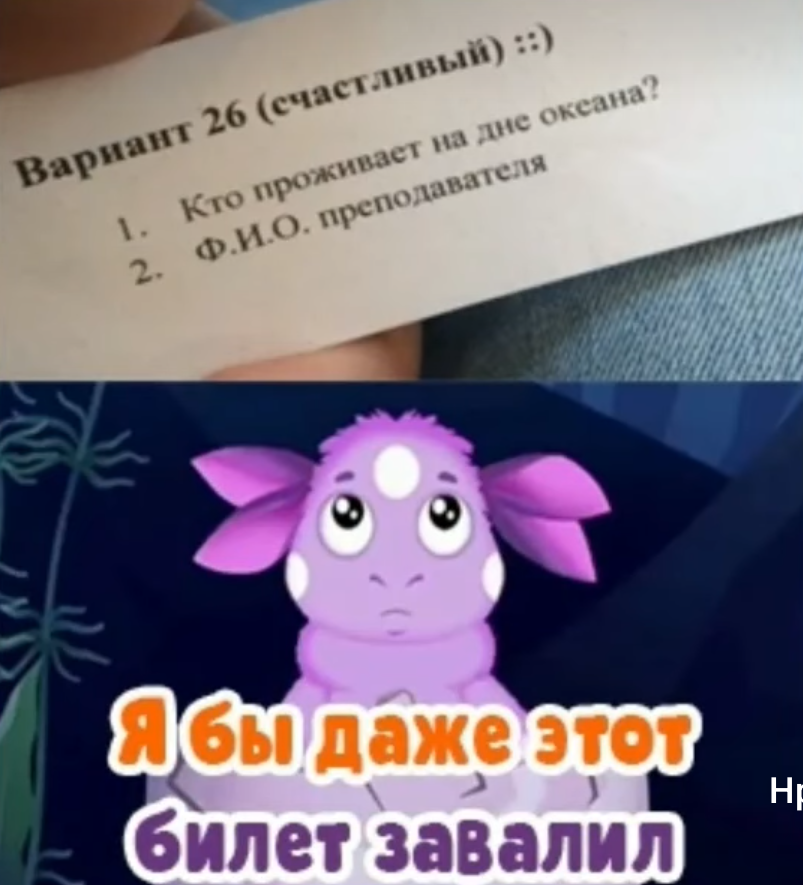 Вариант 26 (счастливый) ::)
1. Кто проживает на дне океана?
2. Ф.И.О. преподавателя
Я бы даже этот
билет завалил